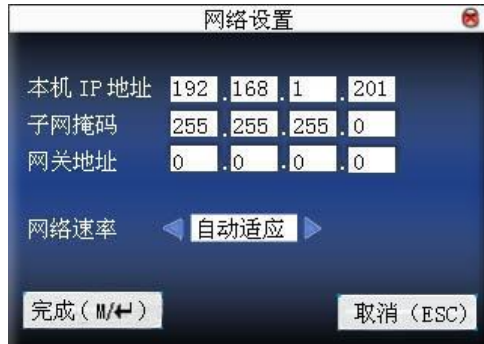 网络设置
本机 IP 地址 192 .168 .1 .201
子网掩码 255 .255 .255 .0
网关地址 0 .0 .0 .0
网络速率 自动适应
完成(M/↵) 取消(ESC)